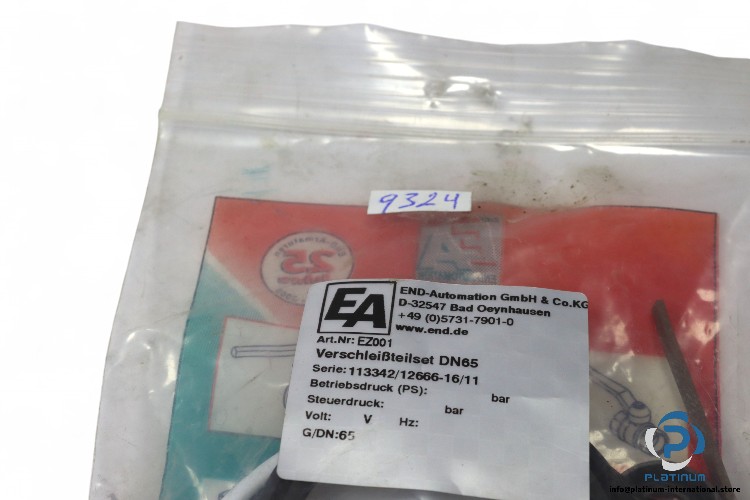 9324
EA
25
EA
END-Automation GmbH & Co.KG
D-32547 Bad Oeynhausen
+49 (0)5731-7901-0
www.end.de
Art.Nr: EZ001
Verschleißteilset DN65
Serie: 113342/12666-16/11
Betriebsdruck (PS): bar
Steuerdruck: bar
Volt: V Hz:
G/DN:65
PLATINUM
info@platinum-international.store